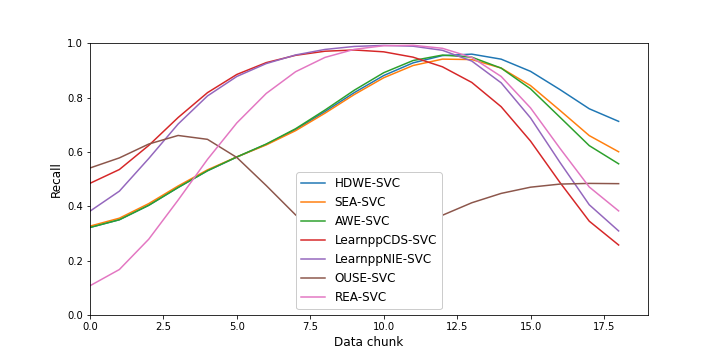 1.0
0.8
0.6
0.4
0.2
0.0
Recall
HDWE-SVC
SEA-SVC
AWE-SVC
LearnppCDS-SVC
LearnppNIE-SVC
OUSE-SVC
REA-SVC
0.0 2.5 5.0 7.5 10.0 12.5 15.0 17.5
Data chunk